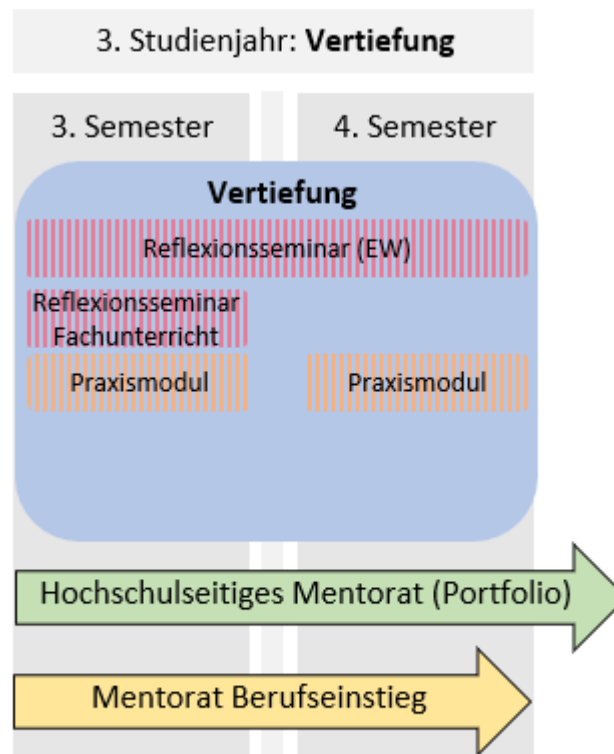 3. Studienjahr: Vertiefung
3. Semester
4. Semester
Vertiefung
Reflexionsseminar (EW)
Reflexionsseminar
Fachunterricht
Praxismodul
Praxismodul
Hochschulseitiges Mentorat (Portfolio)
Mentorat Berufseinstieg